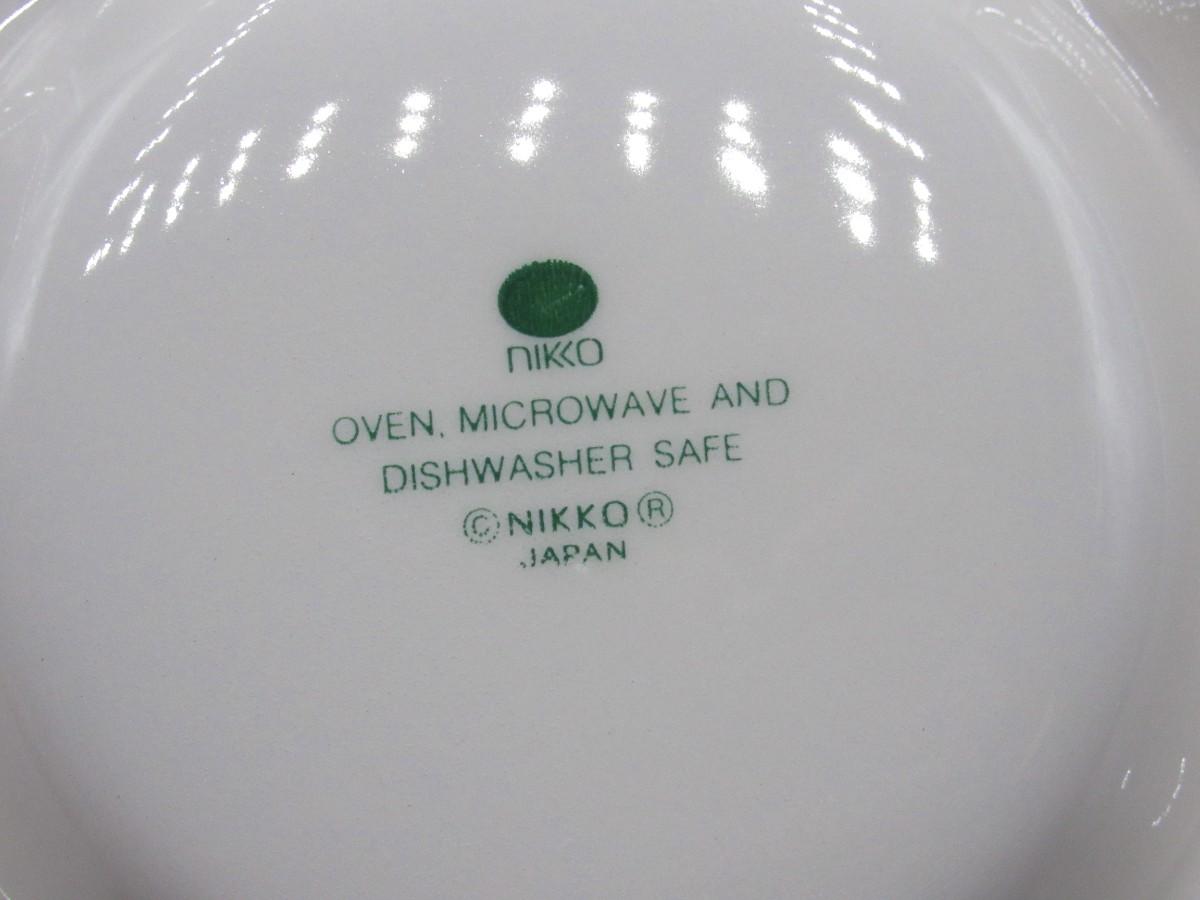 NIKKO
OVEN, MICROWAVE AND
DISHWASHER SAFE
©NIKKO®
JAPAN